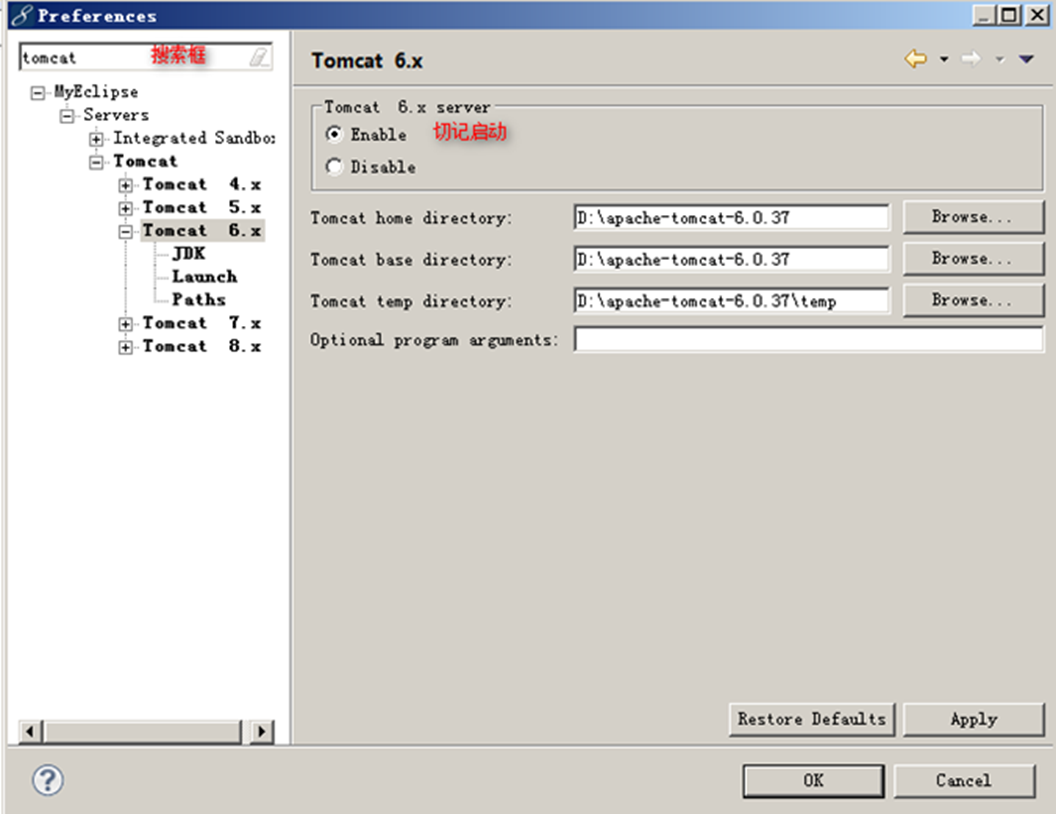 Preferences
tomcat 搜索框
MyEclipse
Servers
Integrated Sandbo
Tomcat
Tomcat 4.x
Tomcat 5.x
Tomcat 6.x
JDK
Launch
Paths
Tomcat 7.x
Tomcat 8.x
Tomcat 6.x
Tomcat 6.x server
Enable 切记启动
Disable
Tomcat home directory: D:\apache-tomcat-6.0.37 Browse...
Tomcat base directory: D:\apache-tomcat-6.0.37 Browse...
Tomcat temp directory: D:\apache-tomcat-6.0.37\temp Browse...
Optional program arguments:
Restore Defaults Apply
? OK Cancel